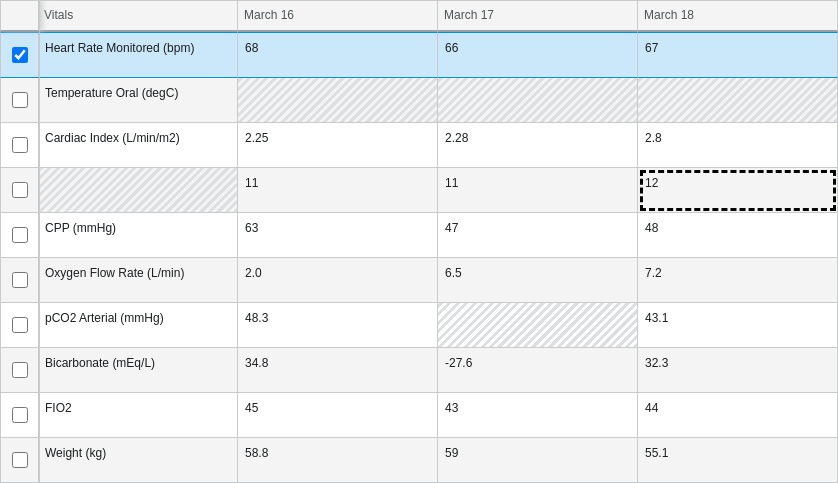 Vitals March 16 March 17 March 18
Heart Rate Monitored (bpm) 68 66 67
Temperature Oral (degC)
Cardiac Index (L/min/m2) 2.25 2.28 2.8
11 11 12
CPP (mmHg) 63 47 48
Oxygen Flow Rate (L/min) 2.0 6.5 7.2
pCO2 Arterial (mmHg) 48.3 43.1
Bicarbonate (mEq/L) 34.8 -27.6 32.3
FIO2 45 43 44
Weight (kg) 58.8 59 55.1